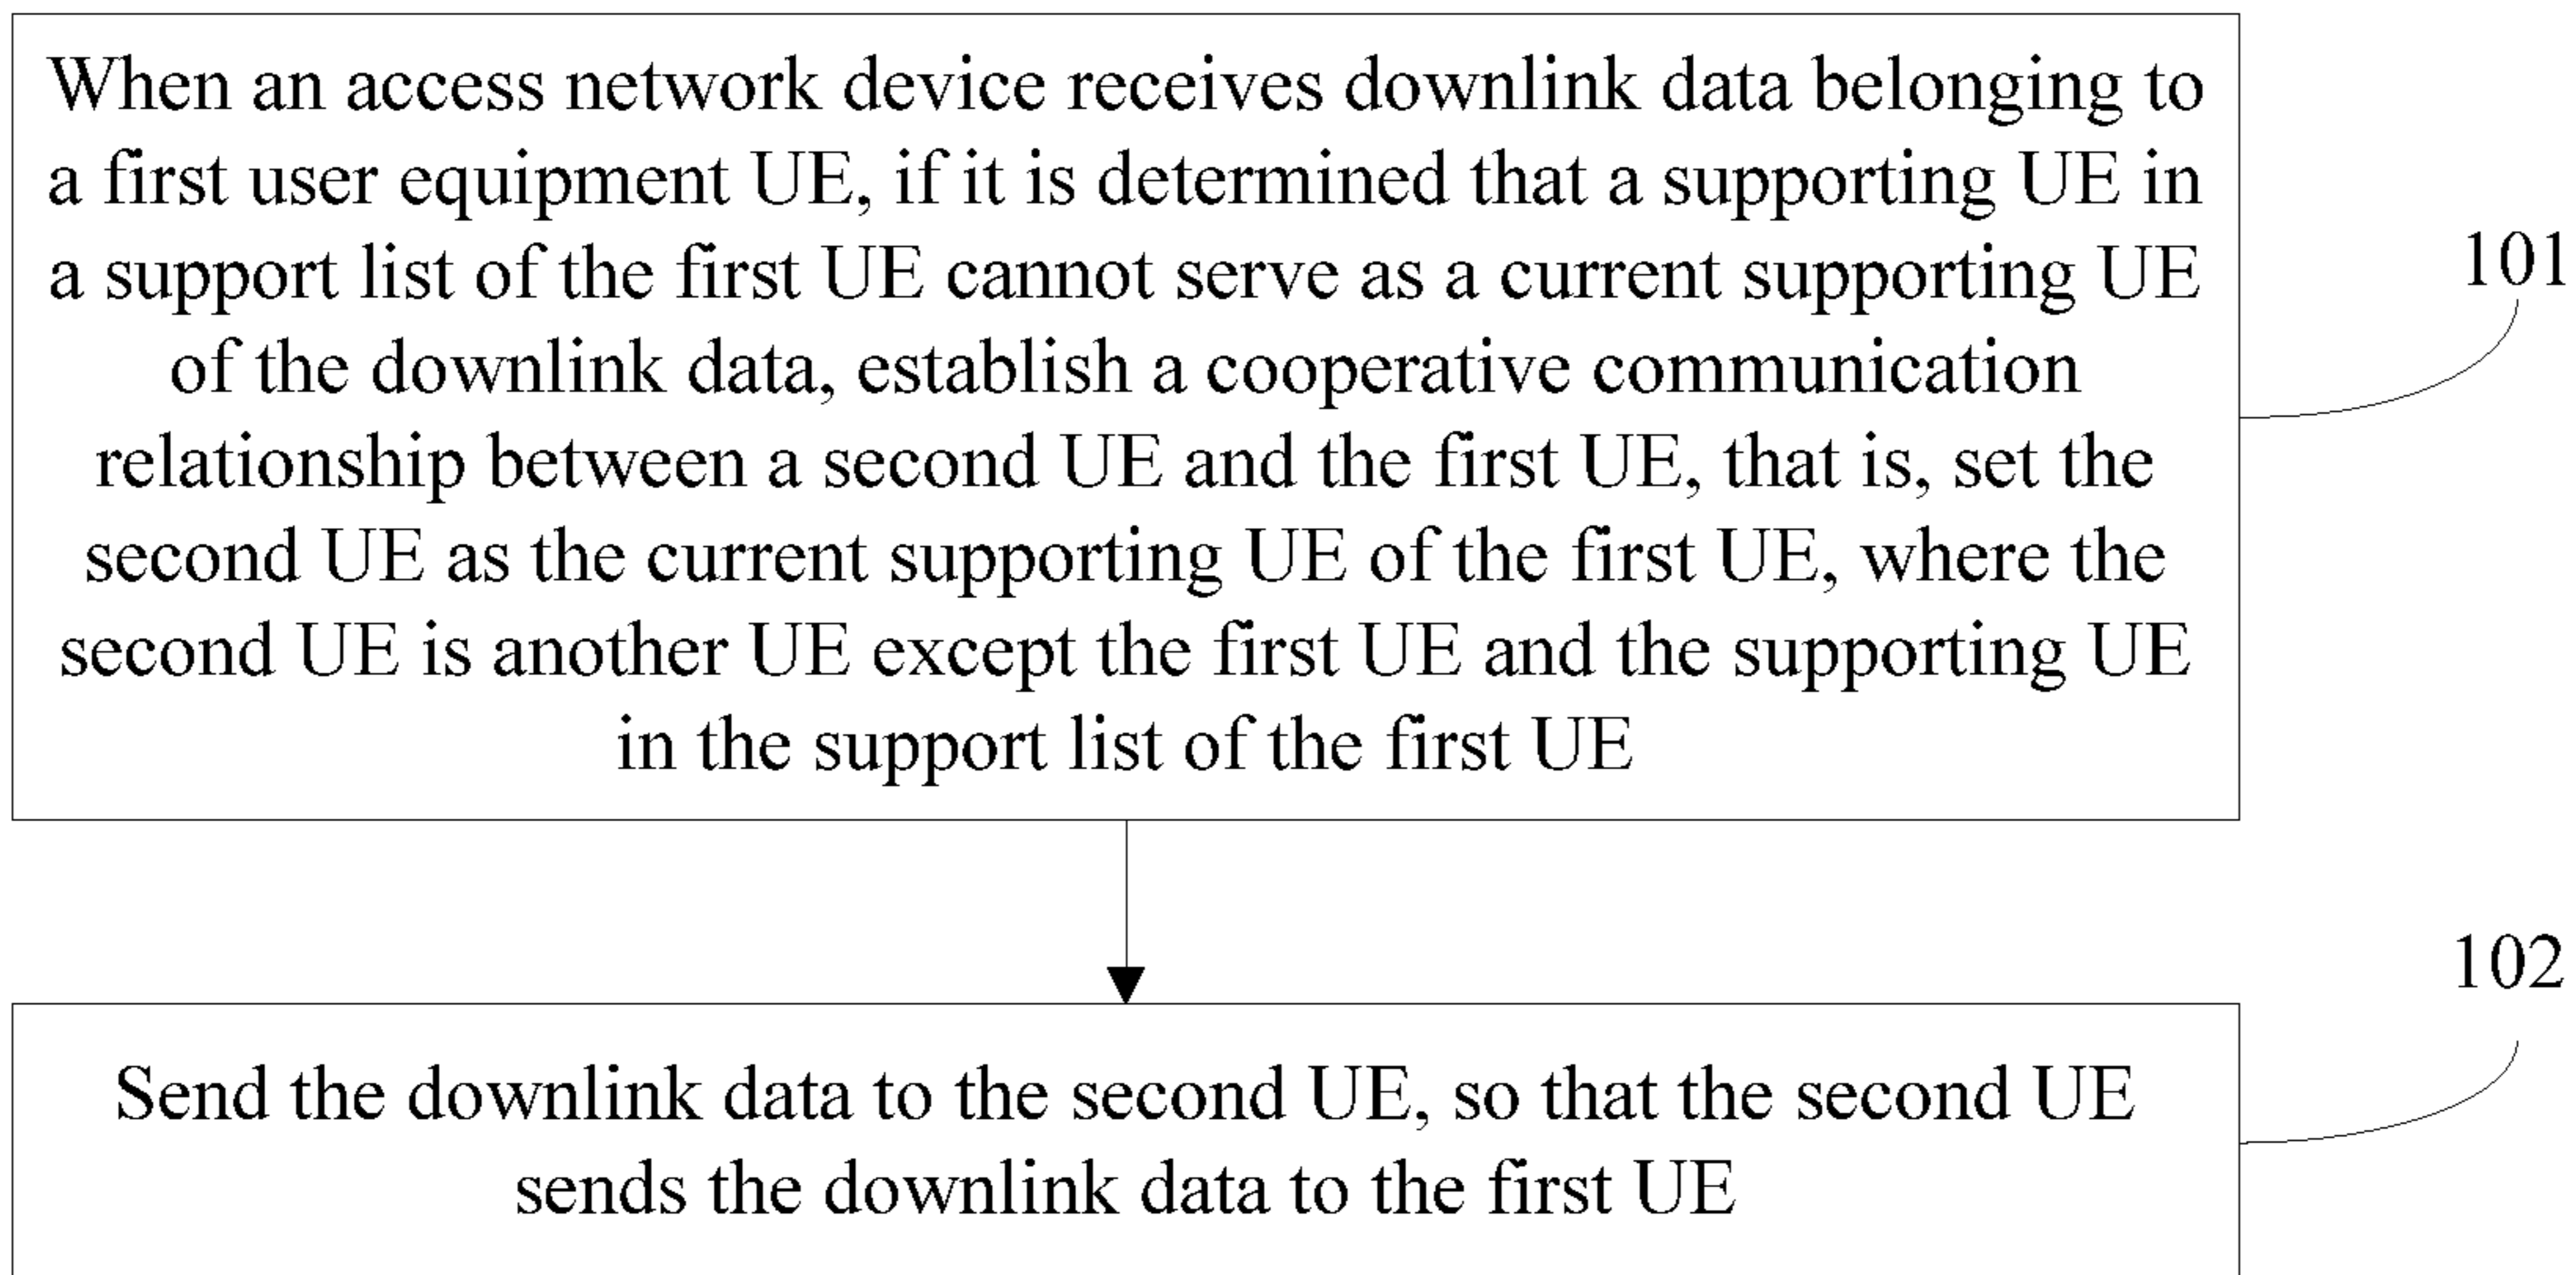 When an access network device receives downlink data belonging to
a first user equipment UE, if it is determined that a supporting UE in
a support list of the first UE cannot serve as a current supporting UE
of the downlink data, establish a cooperative communication
relationship between a second UE and the first UE, that is, set the
second UE as the current supporting UE of the first UE, where the
second UE is another UE except the first UE and the supporting UE
in the support list of the first UE
101
102
Send the downlink data to the second UE, so that the second UE
sends the downlink data to the first UE